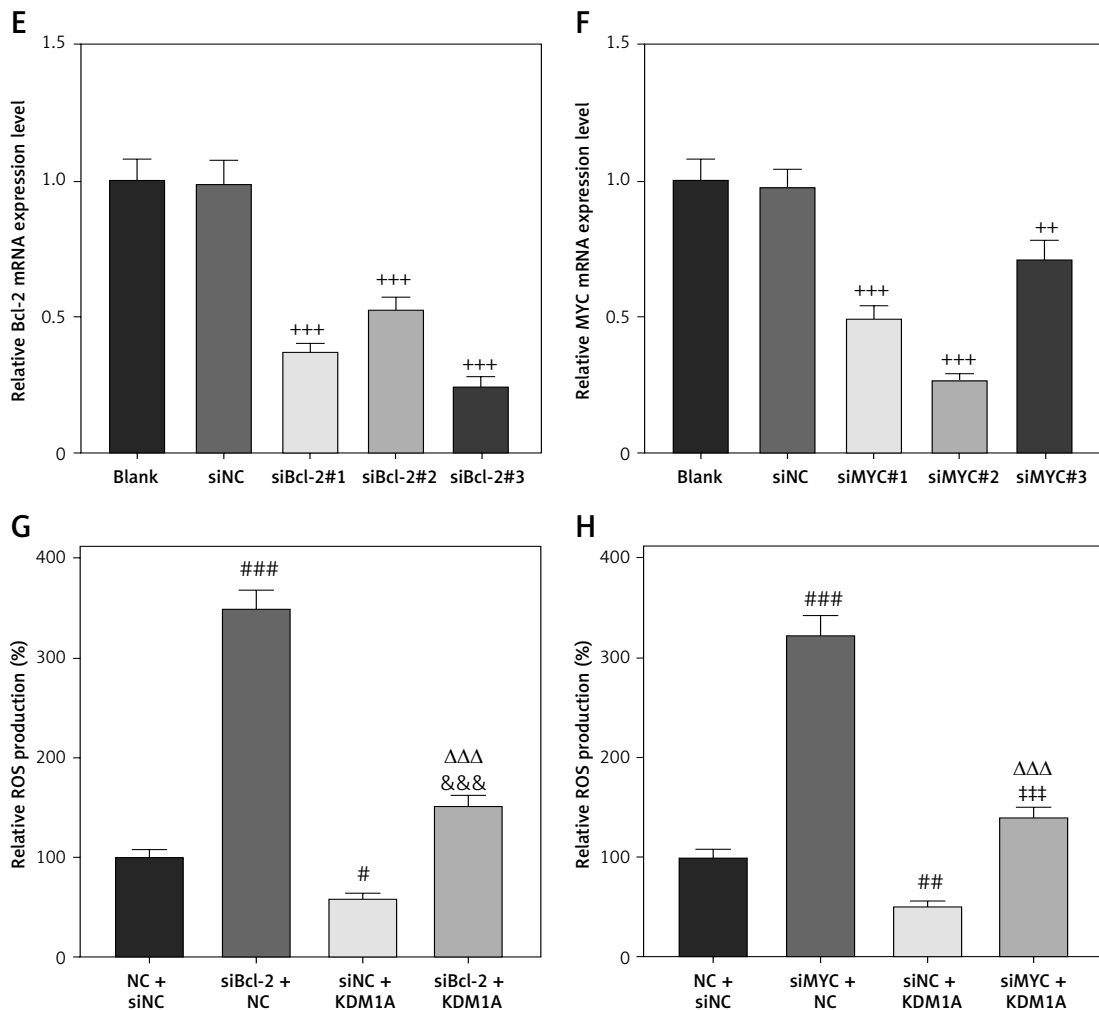 E
Relative Bcl-2 mRNA expression level
1.5
1.0
0.5
0
+++
+++
+++
Blank
siNC
siBcl-2#1
siBcl-2#2
siBcl-2#3
F
Relative MYC mRNA expression level
1.5
1.0
0.5
0
+++
+++
++
Blank
siNC
siMYC#1
siMYC#2
siMYC#3
G
Relative ROS production (%)
400
300
200
100
0
###
#
ΔΔΔ
&&&
NC +
siNC
siBcl-2 +
NC
siNC +
KDM1A
siBcl-2 +
KDM1A
H
Relative ROS production (%)
400
300
200
100
0
###
##
ΔΔΔ
‡‡‡
NC +
siNC
siMYC +
NC
siNC +
KDM1A
siMYC +
KDM1A